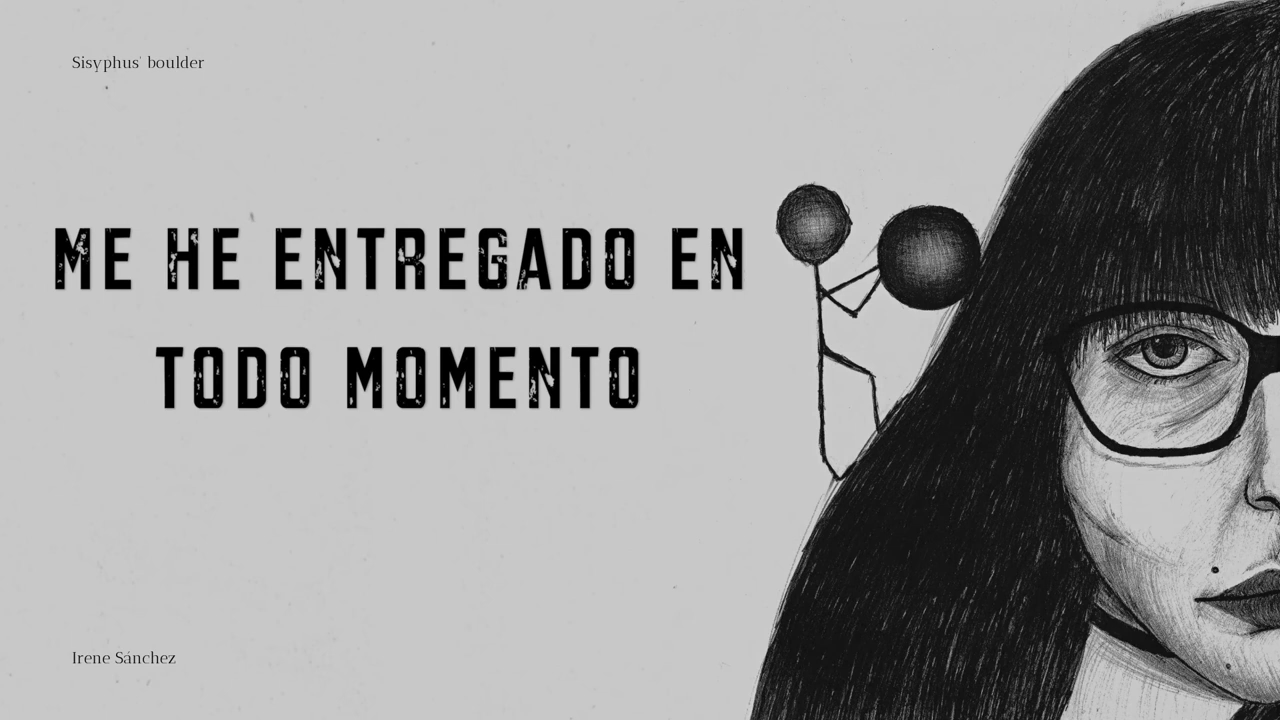 Sisyphus' boulder
ME HE ENTREGADO EN
TODO MOMENTO
Irene Sánchez